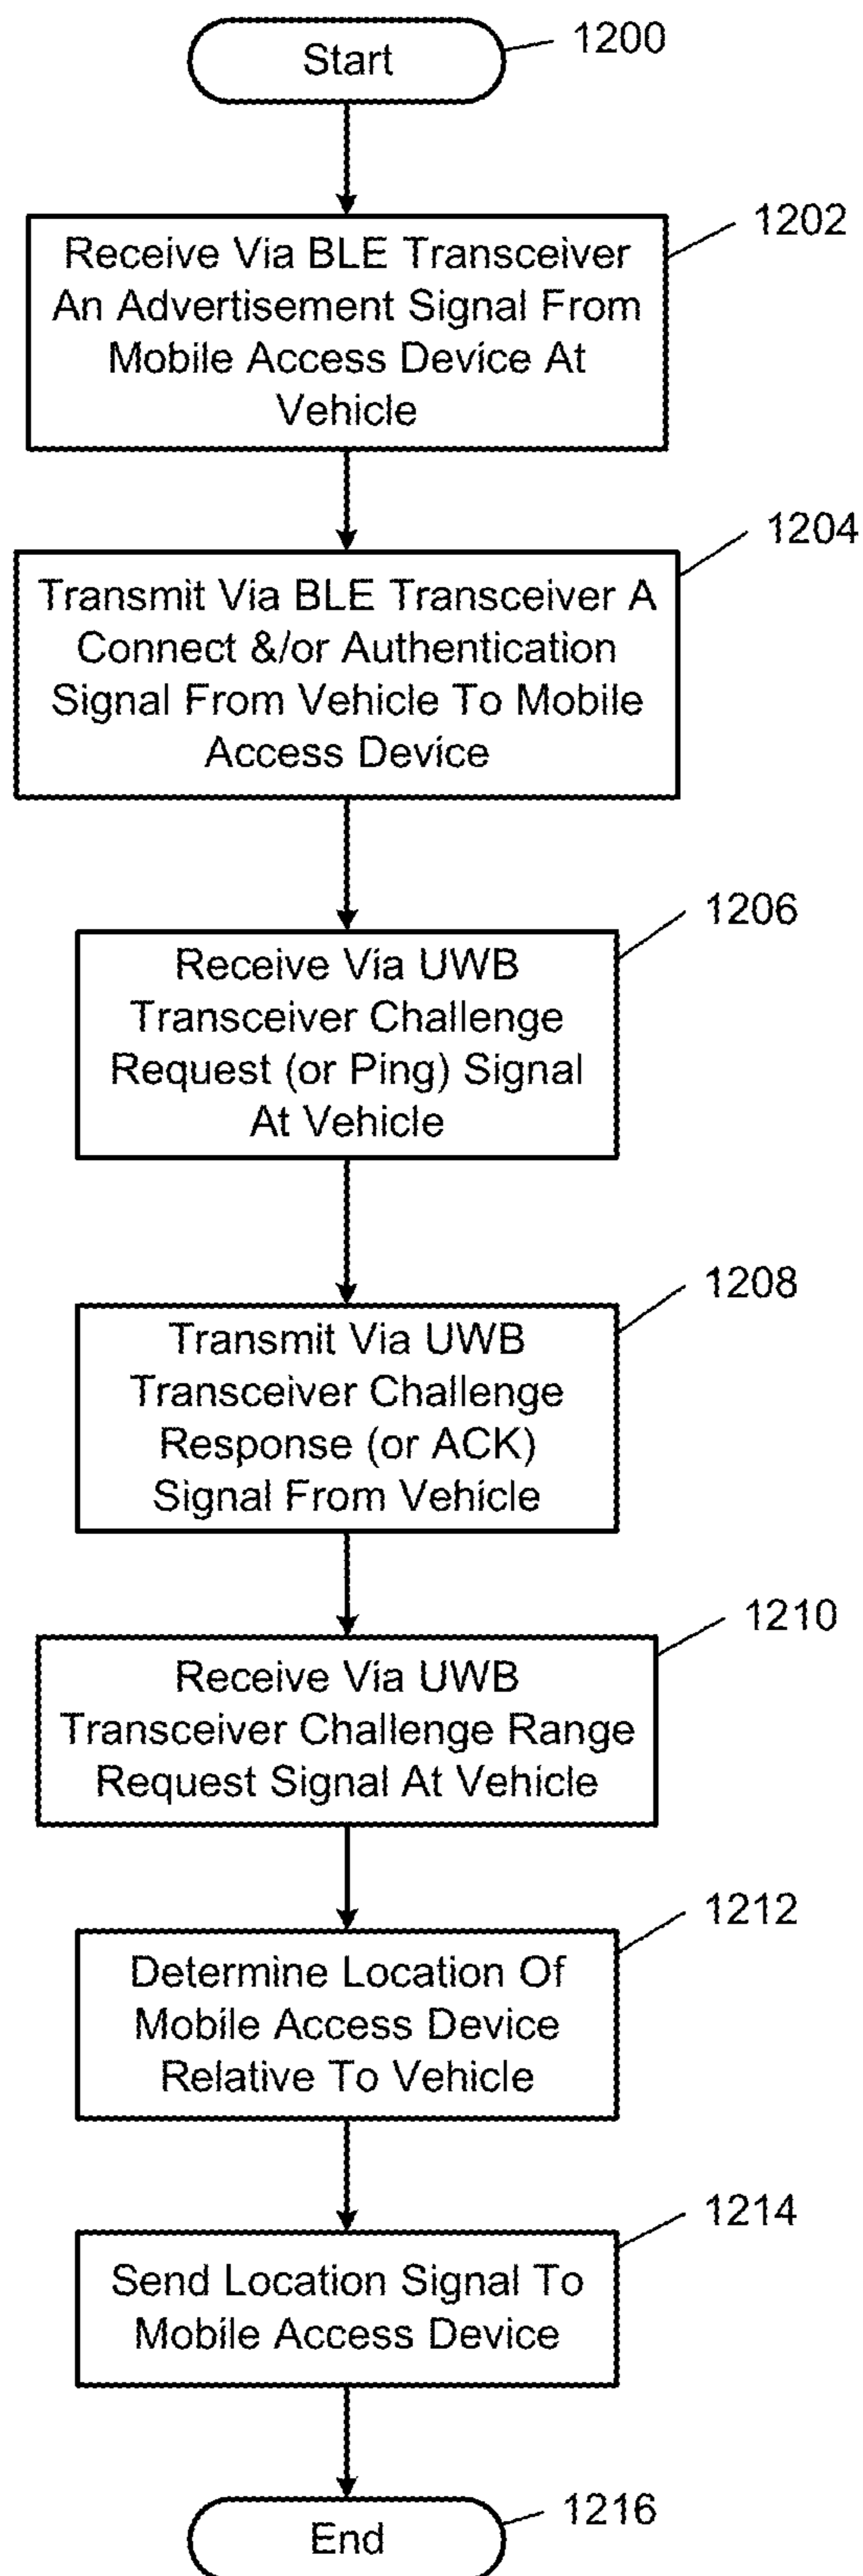 Start
1200
1202
Receive Via BLE Transceiver
An Advertisement Signal From
Mobile Access Device At
Vehicle
1204
Transmit Via BLE Transceiver A
Connect &/or Authentication
Signal From Vehicle To Mobile
Access Device
1206
Receive Via UWB
Transceiver Challenge
Request (or Ping) Signal
At Vehicle
1208
Transmit Via UWB
Transceiver Challenge
Response (or ACK)
Signal From Vehicle
1210
Receive Via UWB
Transceiver Challenge Range
Request Signal At Vehicle
1212
Determine Location Of
Mobile Access Device
Relative To Vehicle
1214
Send Location Signal To
Mobile Access Device
1216
End